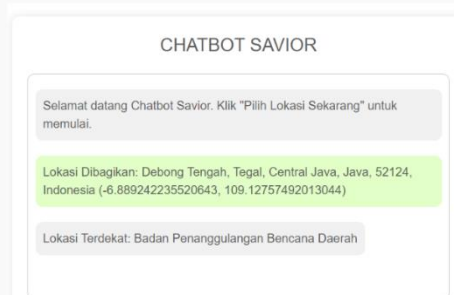 CHATBOT SAVIOR
Selamat datang Chatbot Savior. Klik "Pilih Lokasi Sekarang" untuk
memulai.
Lokasi Dibagikan: Debong Tengah, Tegal, Central Java, Java, 52124,
Indonesia (-6.889242235520643, 109.12757492013044)
Lokasi Terdekat: Badan Penanggulangan Bencana Daerah